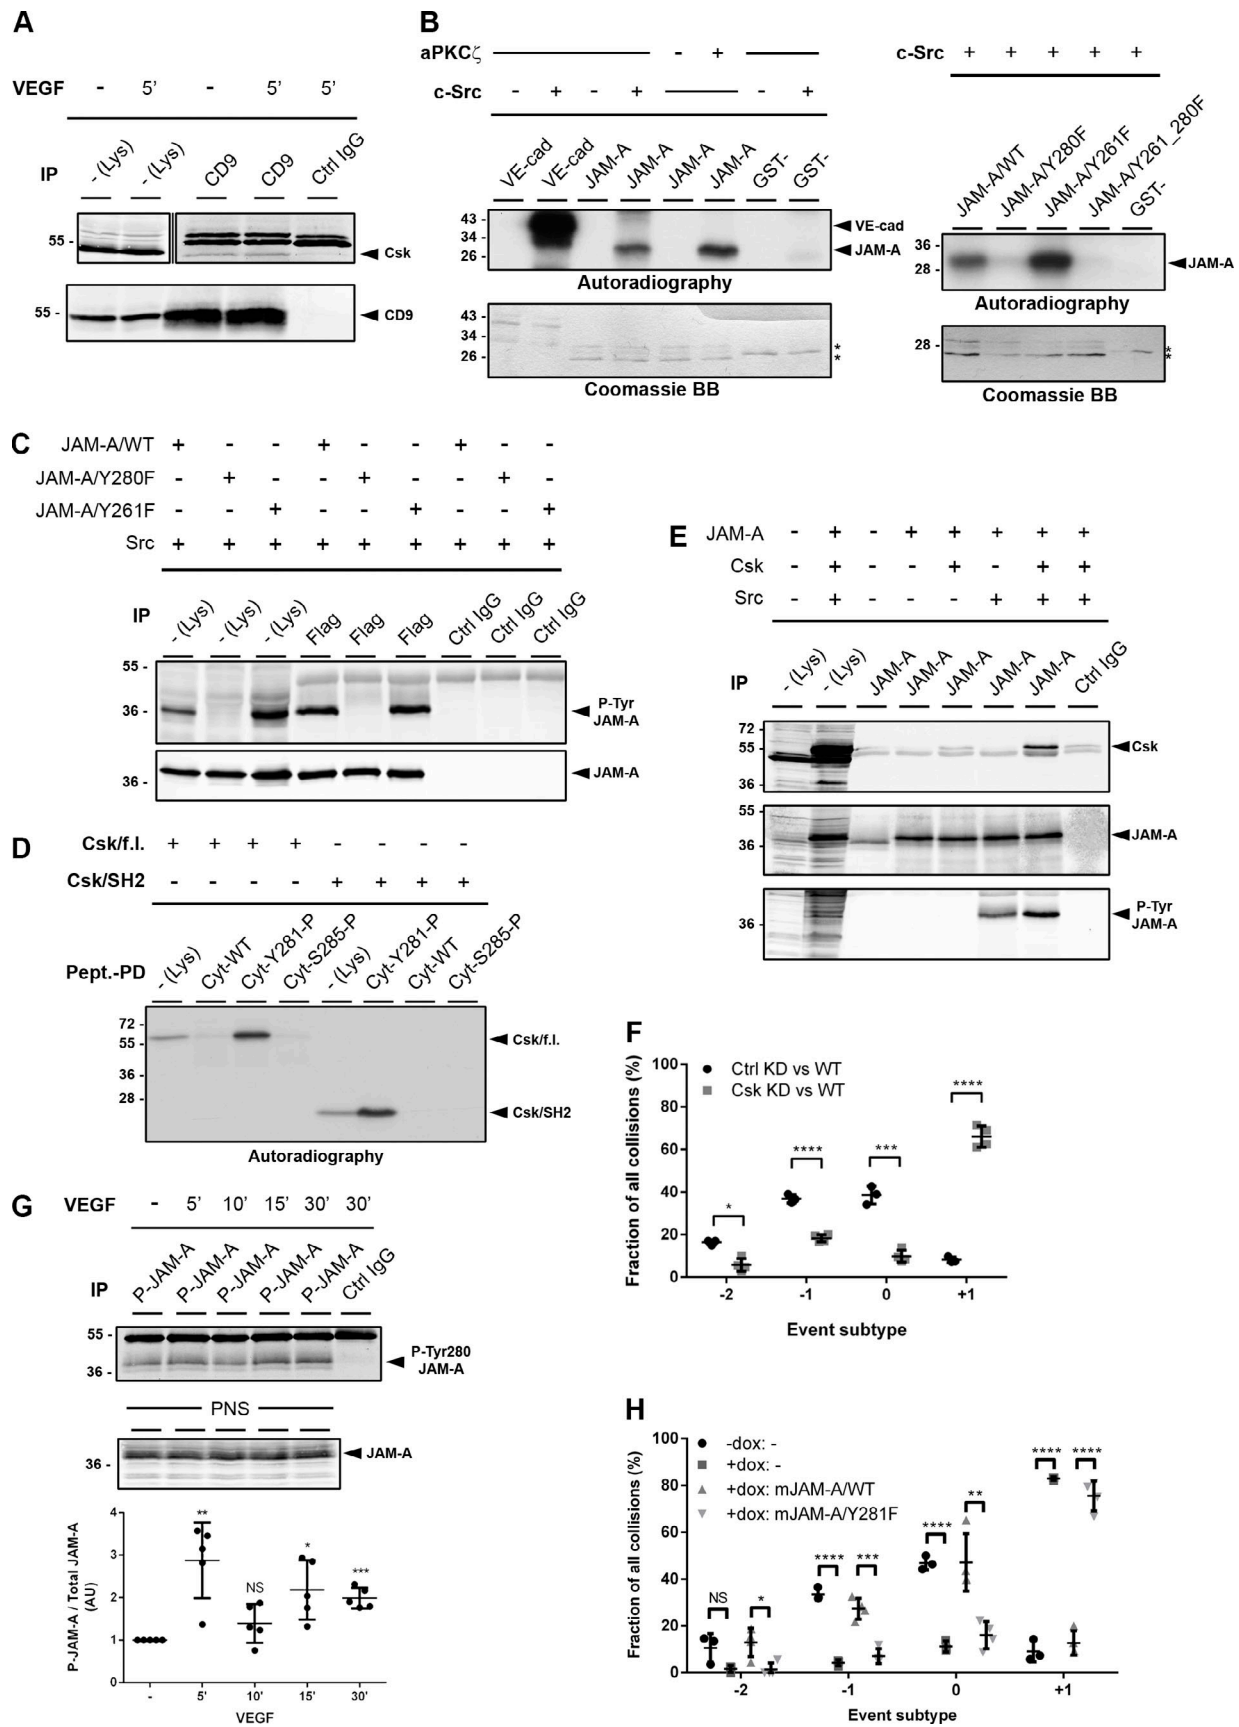 A
VEGF - 5' - 5' 5'
IP - (Lys) - (Lys) CD9 CD9 Ctrl IgG
55 -
Csk
55 -
CD9
B
aPKCζ - +
c-Src - + - + - +
VE-cad VE-cad JAM-A JAM-A JAM-A JAM-A GST- GST-
43 -
34 -
26 -
VE-cad
JAM-A
Autoradiography
43 -
34 -
26 -
*
*
Coomassie BB
c-Src + + + + +
JAM-A/WT JAM-A/Y280F JAM-A/Y261F JAM-A/Y261_280F GST-
36 -
28 -
JAM-A
Autoradiography
28 -
*
*
Coomassie BB
C
JAM-A/WT + - - + - - + - -
JAM-A/Y280F - + - - + - - + -
JAM-A/Y261F - - + - - + - - +
Src + + + + + + + + +
IP - (Lys) - (Lys) - (Lys) Flag Flag Flag Ctrl IgG Ctrl IgG Ctrl IgG
55 -
36 -
P-Tyr
JAM-A
36 -
JAM-A
D
Csk/f.l. + + + + - - - -
Csk/SH2 - - - - + + + +
Pept.-PD - (Lys) Cyt-WT Cyt-Y281-P Cyt-S285-P - (Lys) Cyt-Y281-P Cyt-WT Cyt-S285-P
72 -
55 -
36 -
28 -
Csk/f.l.
Csk/SH2
Autoradiography
E
JAM-A - + - + + + + +
Csk - + - - + - + +
Src - + - - - + + +
IP - (Lys) - (Lys) JAM-A JAM-A JAM-A JAM-A JAM-A Ctrl IgG
72 -
55 -
36 -
Csk
55 -
36 -
JAM-A
36 -
P-Tyr
JAM-A
F
Fraction of all collisions (%)
100
80
60
40
20
0
Ctrl KD vs WT
Csk KD vs WT
* **** *** ****
-2 -1 0 +1
Event subtype
G
VEGF - 5' 10' 15' 30' 30'
IP P-JAM-A P-JAM-A P-JAM-A P-JAM-A P-JAM-A Ctrl IgG
55 -
36 -
P-Tyr280
JAM-A
PNS
36 -
JAM-A
P-JAM-A / Total JAM-A
(AU)
4
3
2
1
0
** NS * ***
- 5' 10' 15' 30'
VEGF
H
Fraction of all collisions (%)
100
80
60
40
20
0
-dox: -
+dox: -
+dox: mJAM-A/WT
+dox: mJAM-A/Y281F
NS * **** *** **** ** **** ****
-2 -1 0 +1
Event subtype